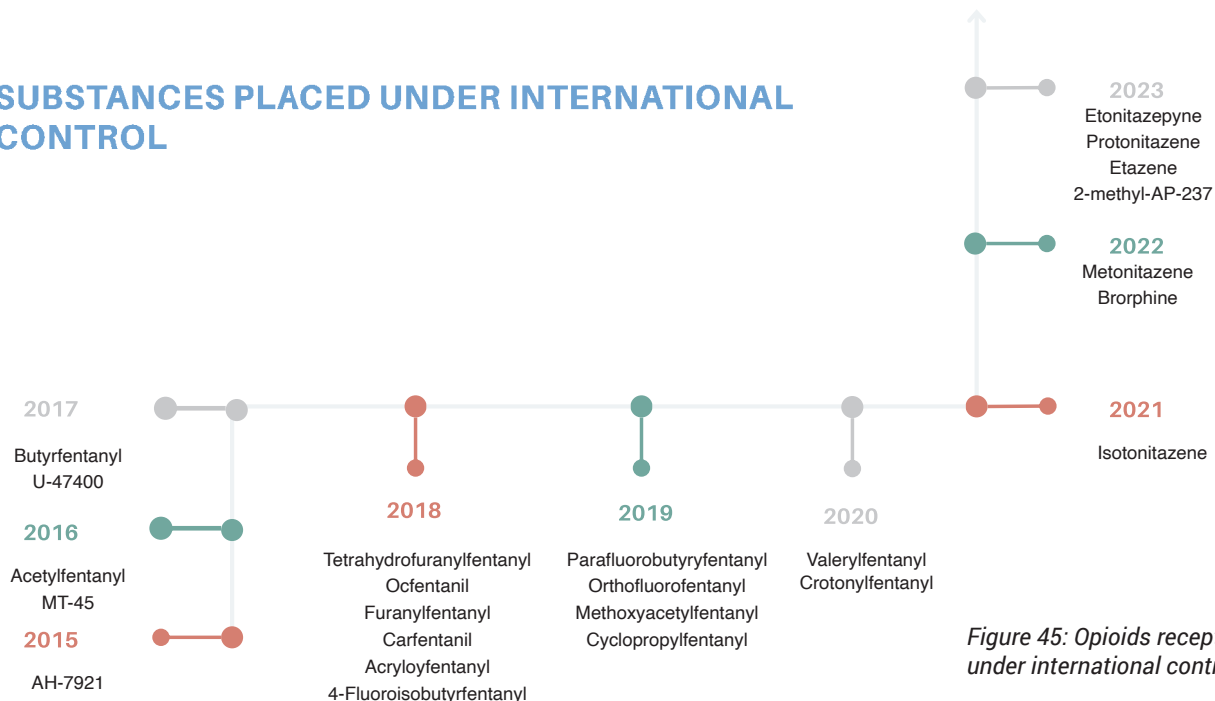 SUBSTANCES PLACED UNDER INTERNATIONAL
CONTROL
2023
Etonitazepyne
Protonitazene
Etazene
2-methyl-AP-237
2022
Metonitazene
Brorphine
2021
Isotonitazene
2017
Butyrfentanyl
U-47400
2016
Acetylfentanyl
MT-45
2015
AH-7921
2018
Tetrahydrofuranylfentanyl
Ocfentanil
Furanylfentanyl
Carfentanil
Acryloyfentanyl
4-Fluoroisobutyrfentanyl
2019
Parafluorobutyryfentanyl
Orthofluorofentanyl
Methoxyacetylfentanyl
Cyclopropylfentanyl
2020
Valerylfentanyl
Crotonylfentanyl
Figure 45: Opioids recep
under international contr